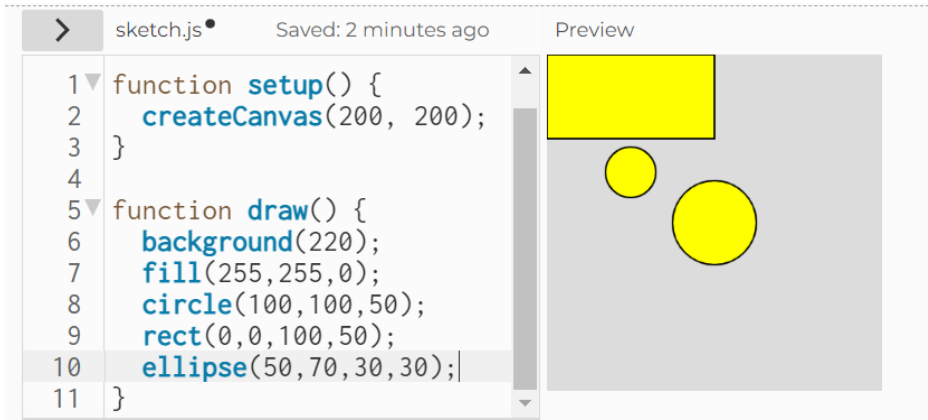 sketch.js● Saved: 2 minutes ago Preview
1 function setup() {
2 createCanvas(200, 200);
3 }
4
5 function draw() {
6 background(220);
7 fill(255,255,0);
8 circle(100,100,50);
9 rect(0,0,100,50);
10 ellipse(50,70,30,30);
11 }